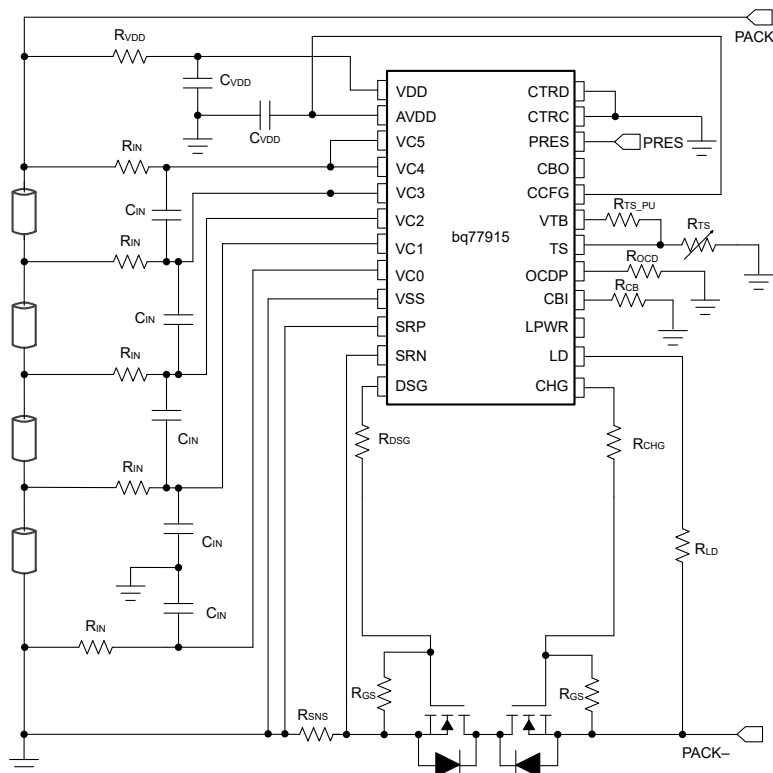 PACK
RVDD
CVDD
CVDD
VDD
AVDD
VC5
VC4
VC3
VC2
VC1
VC0
VSS
SRP
SRN
DSG
bq77915
CTRD
CTRC
PRES
CBO
CCFG
VTB
TS
OCDP
CBI
LPWR
LD
CHG
PRES
RTS_PU
RTS
ROCD
RCB
RIN
CIN
RIN
CIN
RIN
CIN
RIN
CIN
CIN
RIN
RDSG
RCHG
RLD
RGS
RGS
RSNS
PACK–